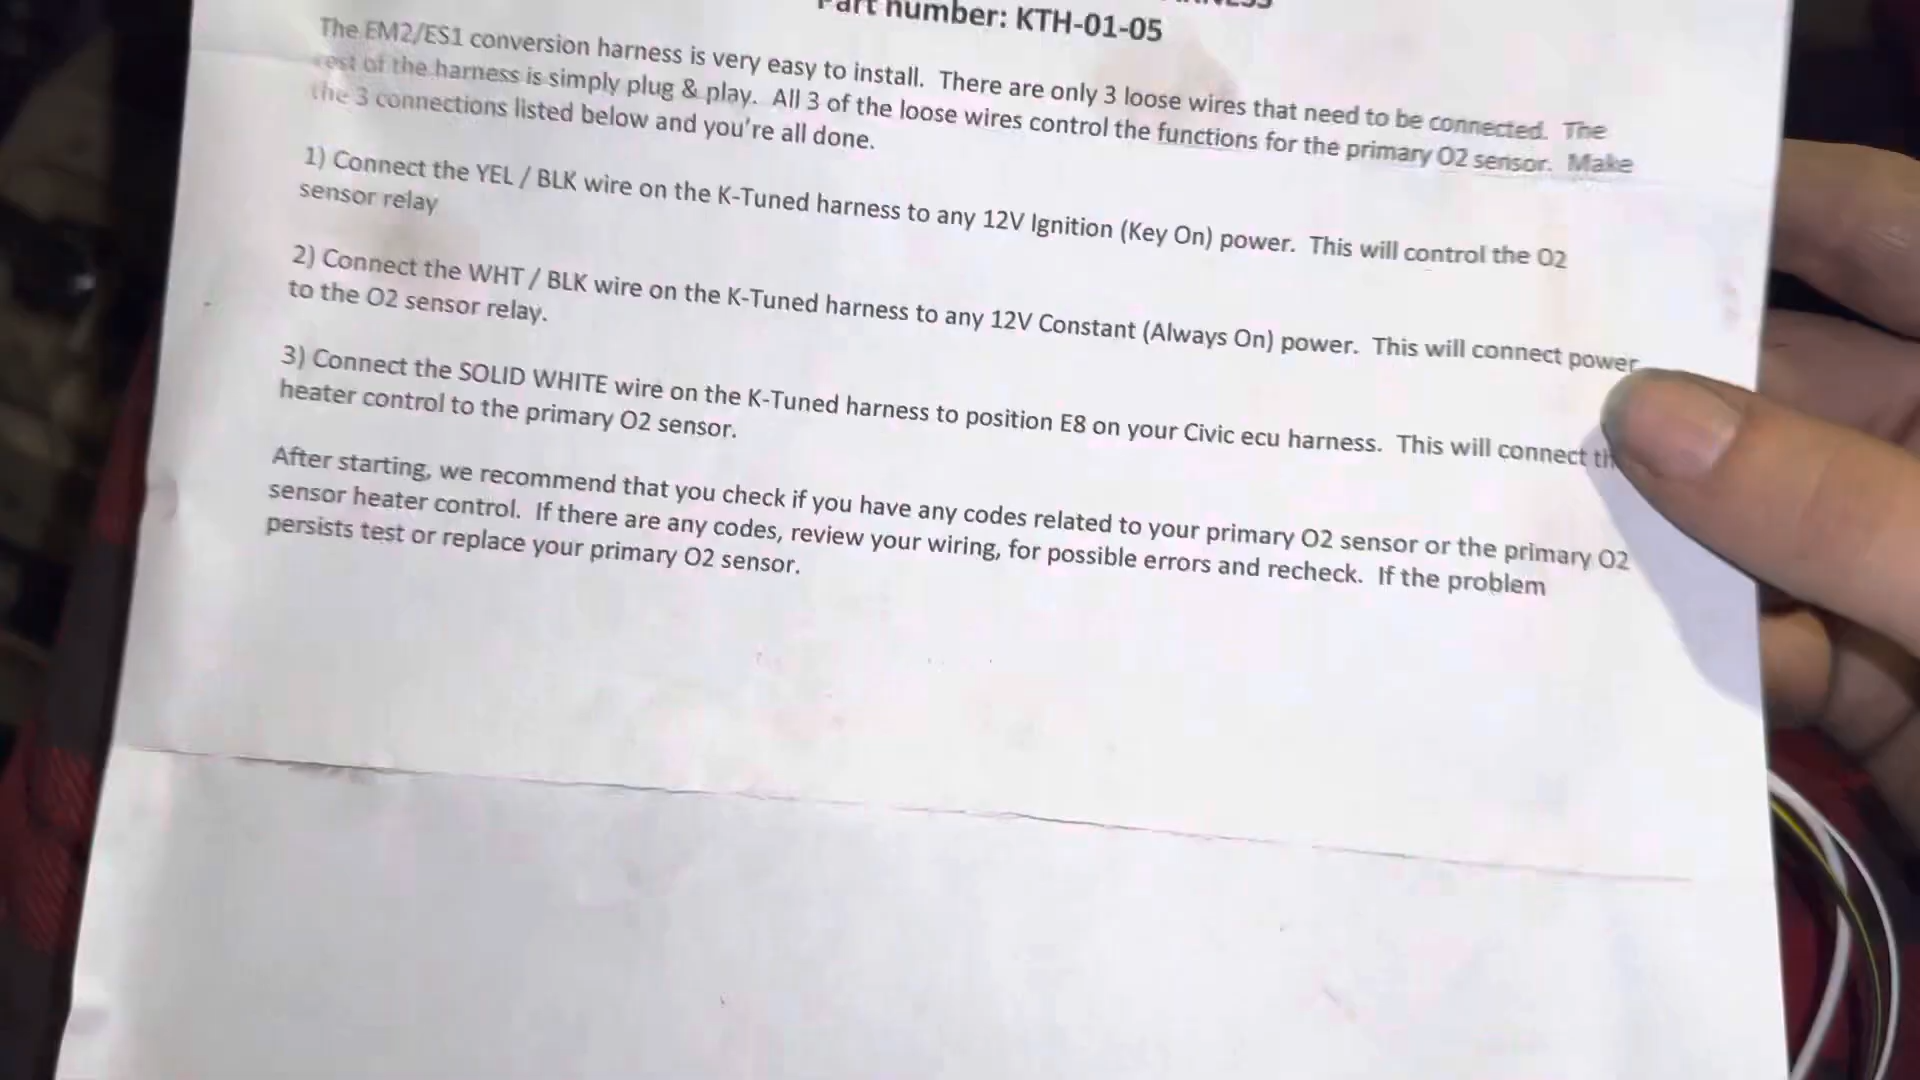 Part number: KTH-01-05
The EM2/ES1 conversion harness is very easy to install. There are only 3 loose wires that need to be connected. The
rest of the harness is simply plug & play. All 3 of the loose wires control the functions for the primary O2 sensor. Make
the 3 connections listed below and you're all done.
1) Connect the YEL / BLK wire on the K-Tuned harness to any 12V Ignition (Key On) power. This will control the O2
sensor relay
2) Connect the WHT / BLK wire on the K-Tuned harness to any 12V Constant (Always On) power. This will connect power
to the O2 sensor relay.
3) Connect the SOLID WHITE wire on the K-Tuned harness to position E8 on your Civic ecu harness. This will connect
heater control to the primary O2 sensor.
After starting, we recommend that you check if you have any codes related to your primary O2 sensor or the primary O2
sensor heater control. If there are any codes, review your wiring, for possible errors and recheck. If the problem
persists test or replace your primary O2 sensor.